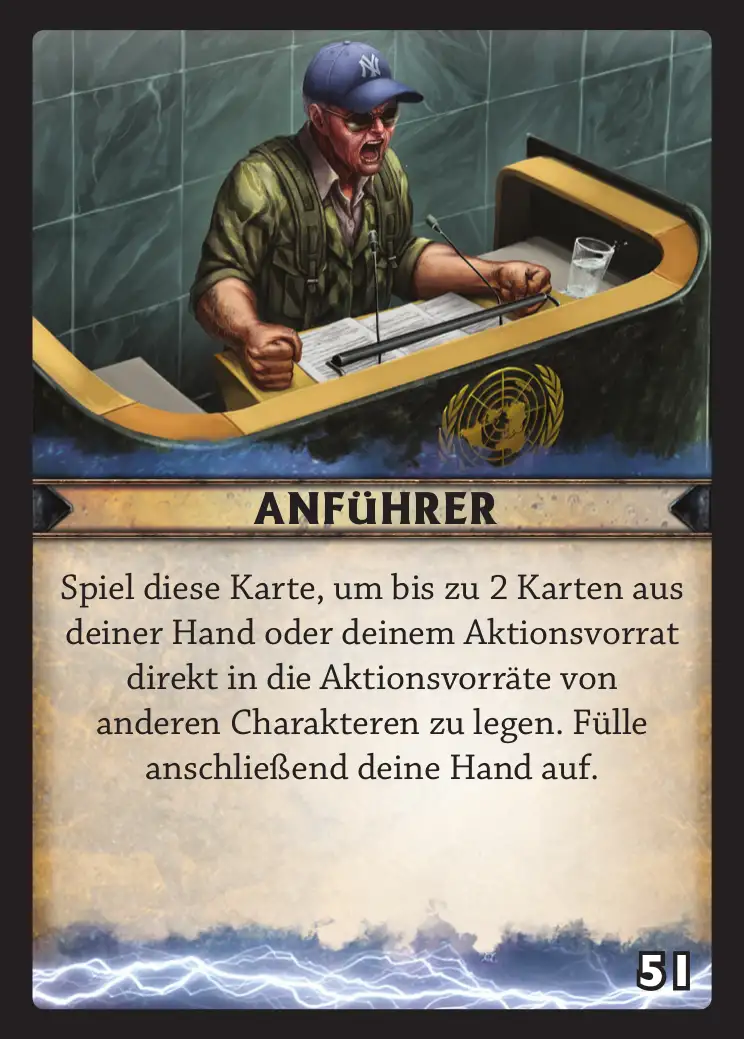 NY
ANFüHRER
Spiel diese Karte, um bis zu 2 Karten aus
deiner Hand oder deinem Aktionsvorrat
direkt in die Aktionsvorräte von
anderen Charakteren zu legen. Fülle
anschließend deine Hand auf.
51